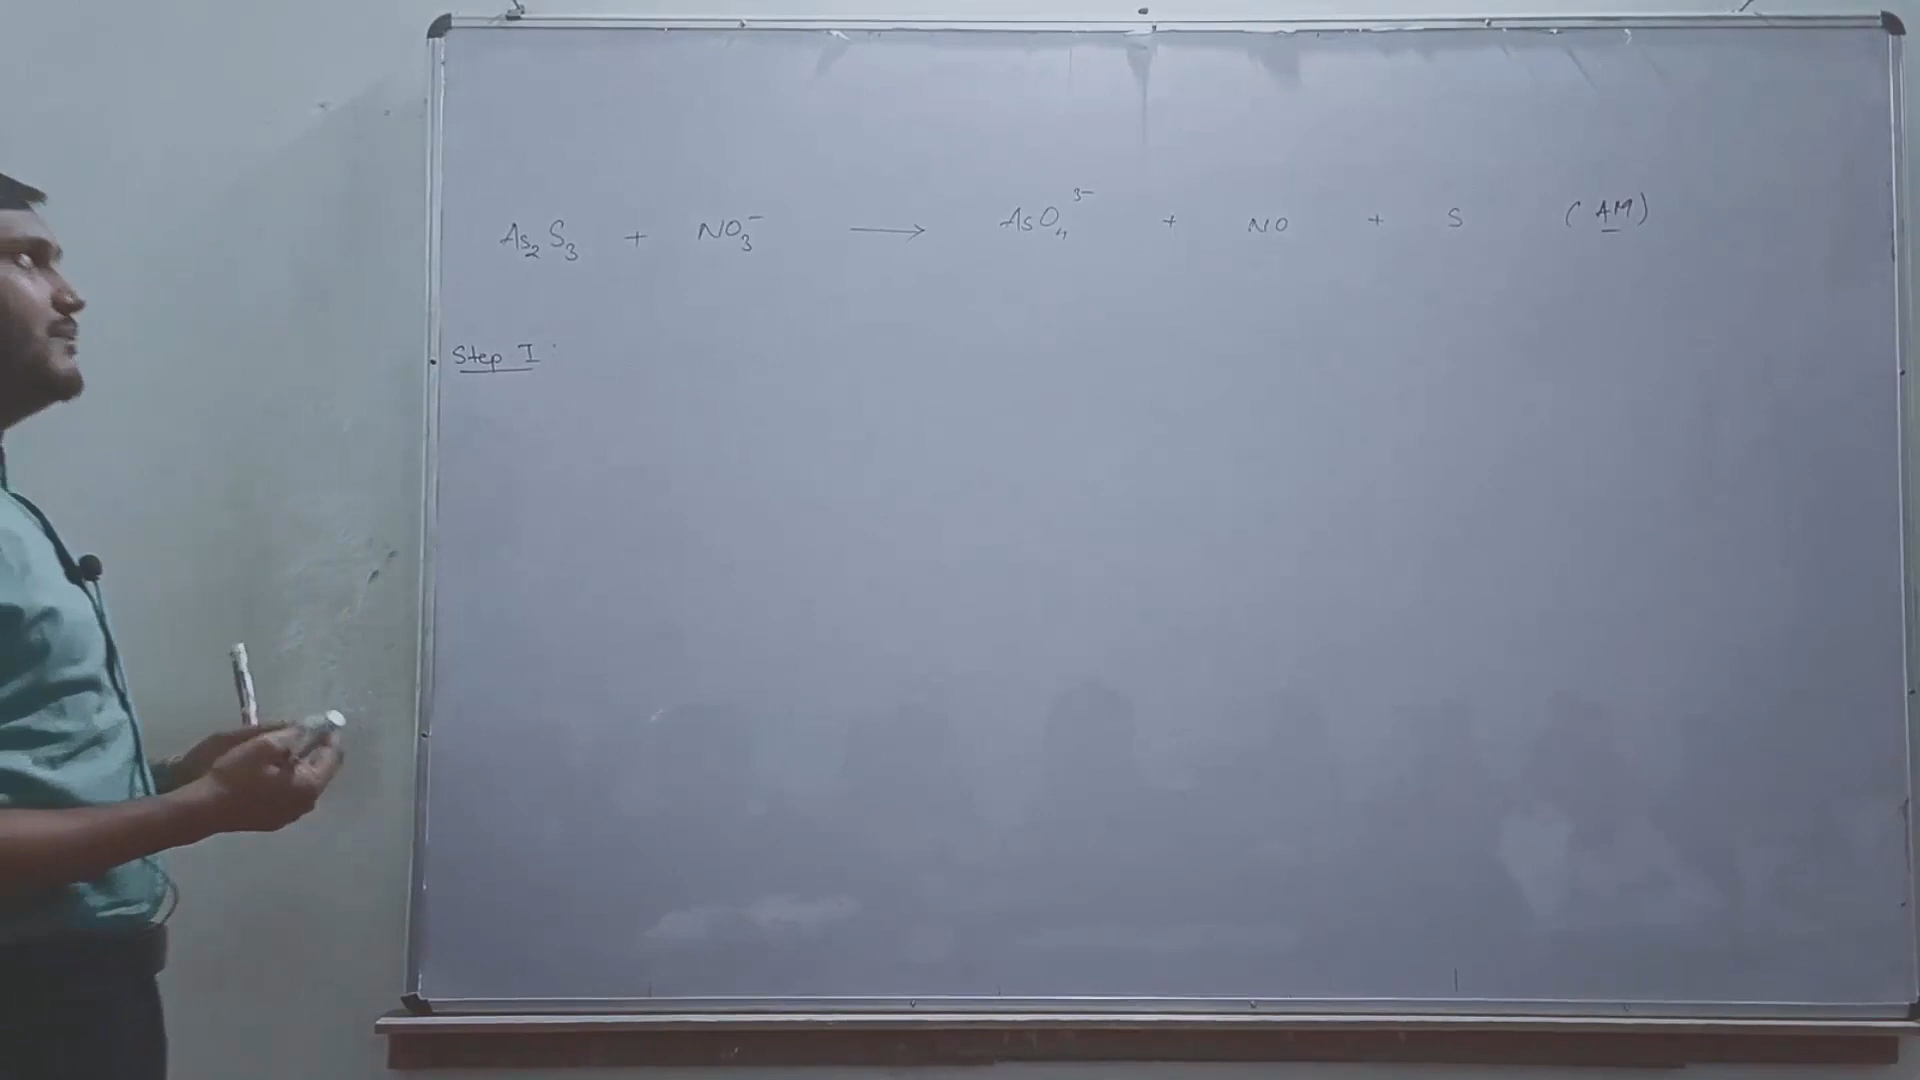 As₂S₃ + NO₃⁻ ⟶ AsO₄³⁻ + NO + S (AM)
Step I :